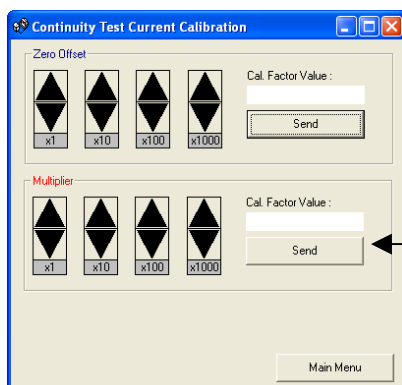 Continuity Test Current Calibration
Zero Offset
Cal. Factor Value :
Send
x1 x10 x100 x1000
Multiplier
Cal. Factor Value :
Send
x1 x10 x100 x1000
Main Menu